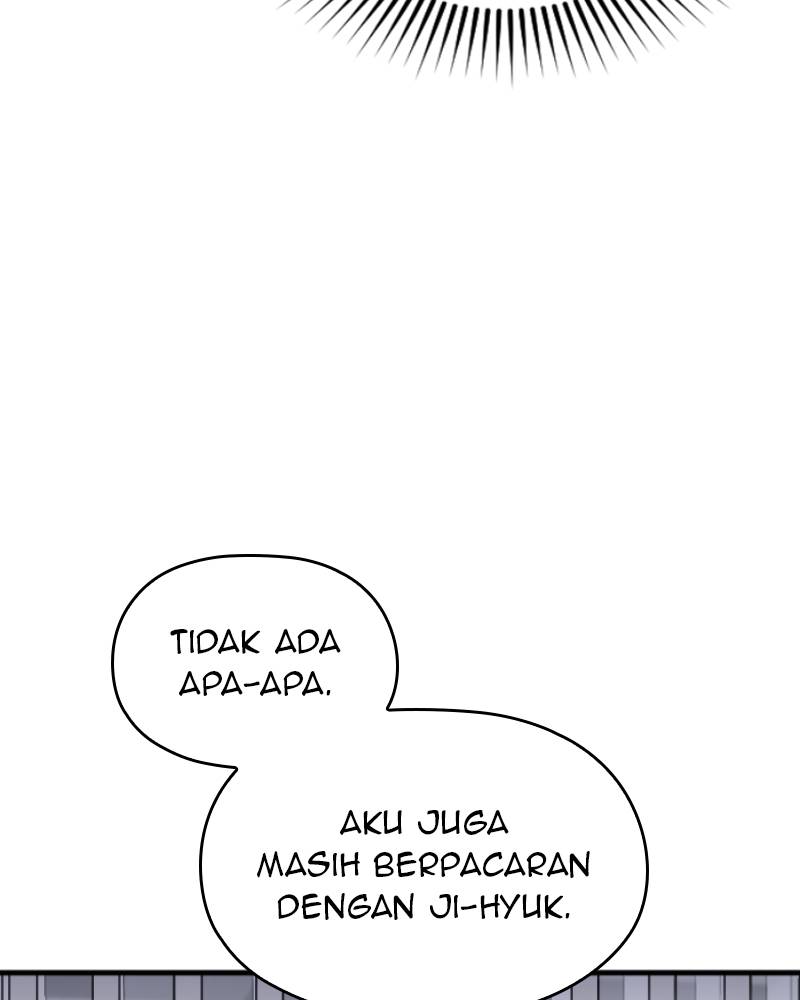 TIDAK ADA
APA-APA.
AKU JUGA
MASIH BERPACARAN
DENGAN JI-HYUK.